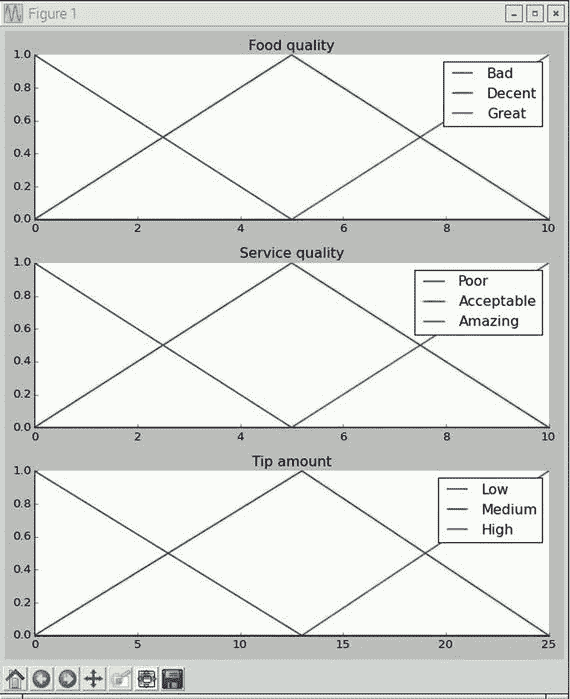 Figure 1
Food quality
1.0
0.8
0.6
0.4
0.2
0.0
Bad
Decent
Great
0 2 4 6 8 10
Service quality
1.0
0.8
0.6
0.4
0.2
0.0
Poor
Acceptable
Amazing
0 2 4 6 8 10
Tip amount
1.0
0.8
0.6
0.4
0.2
0.0
Low
Medium
High
0 5 10 15 20 25